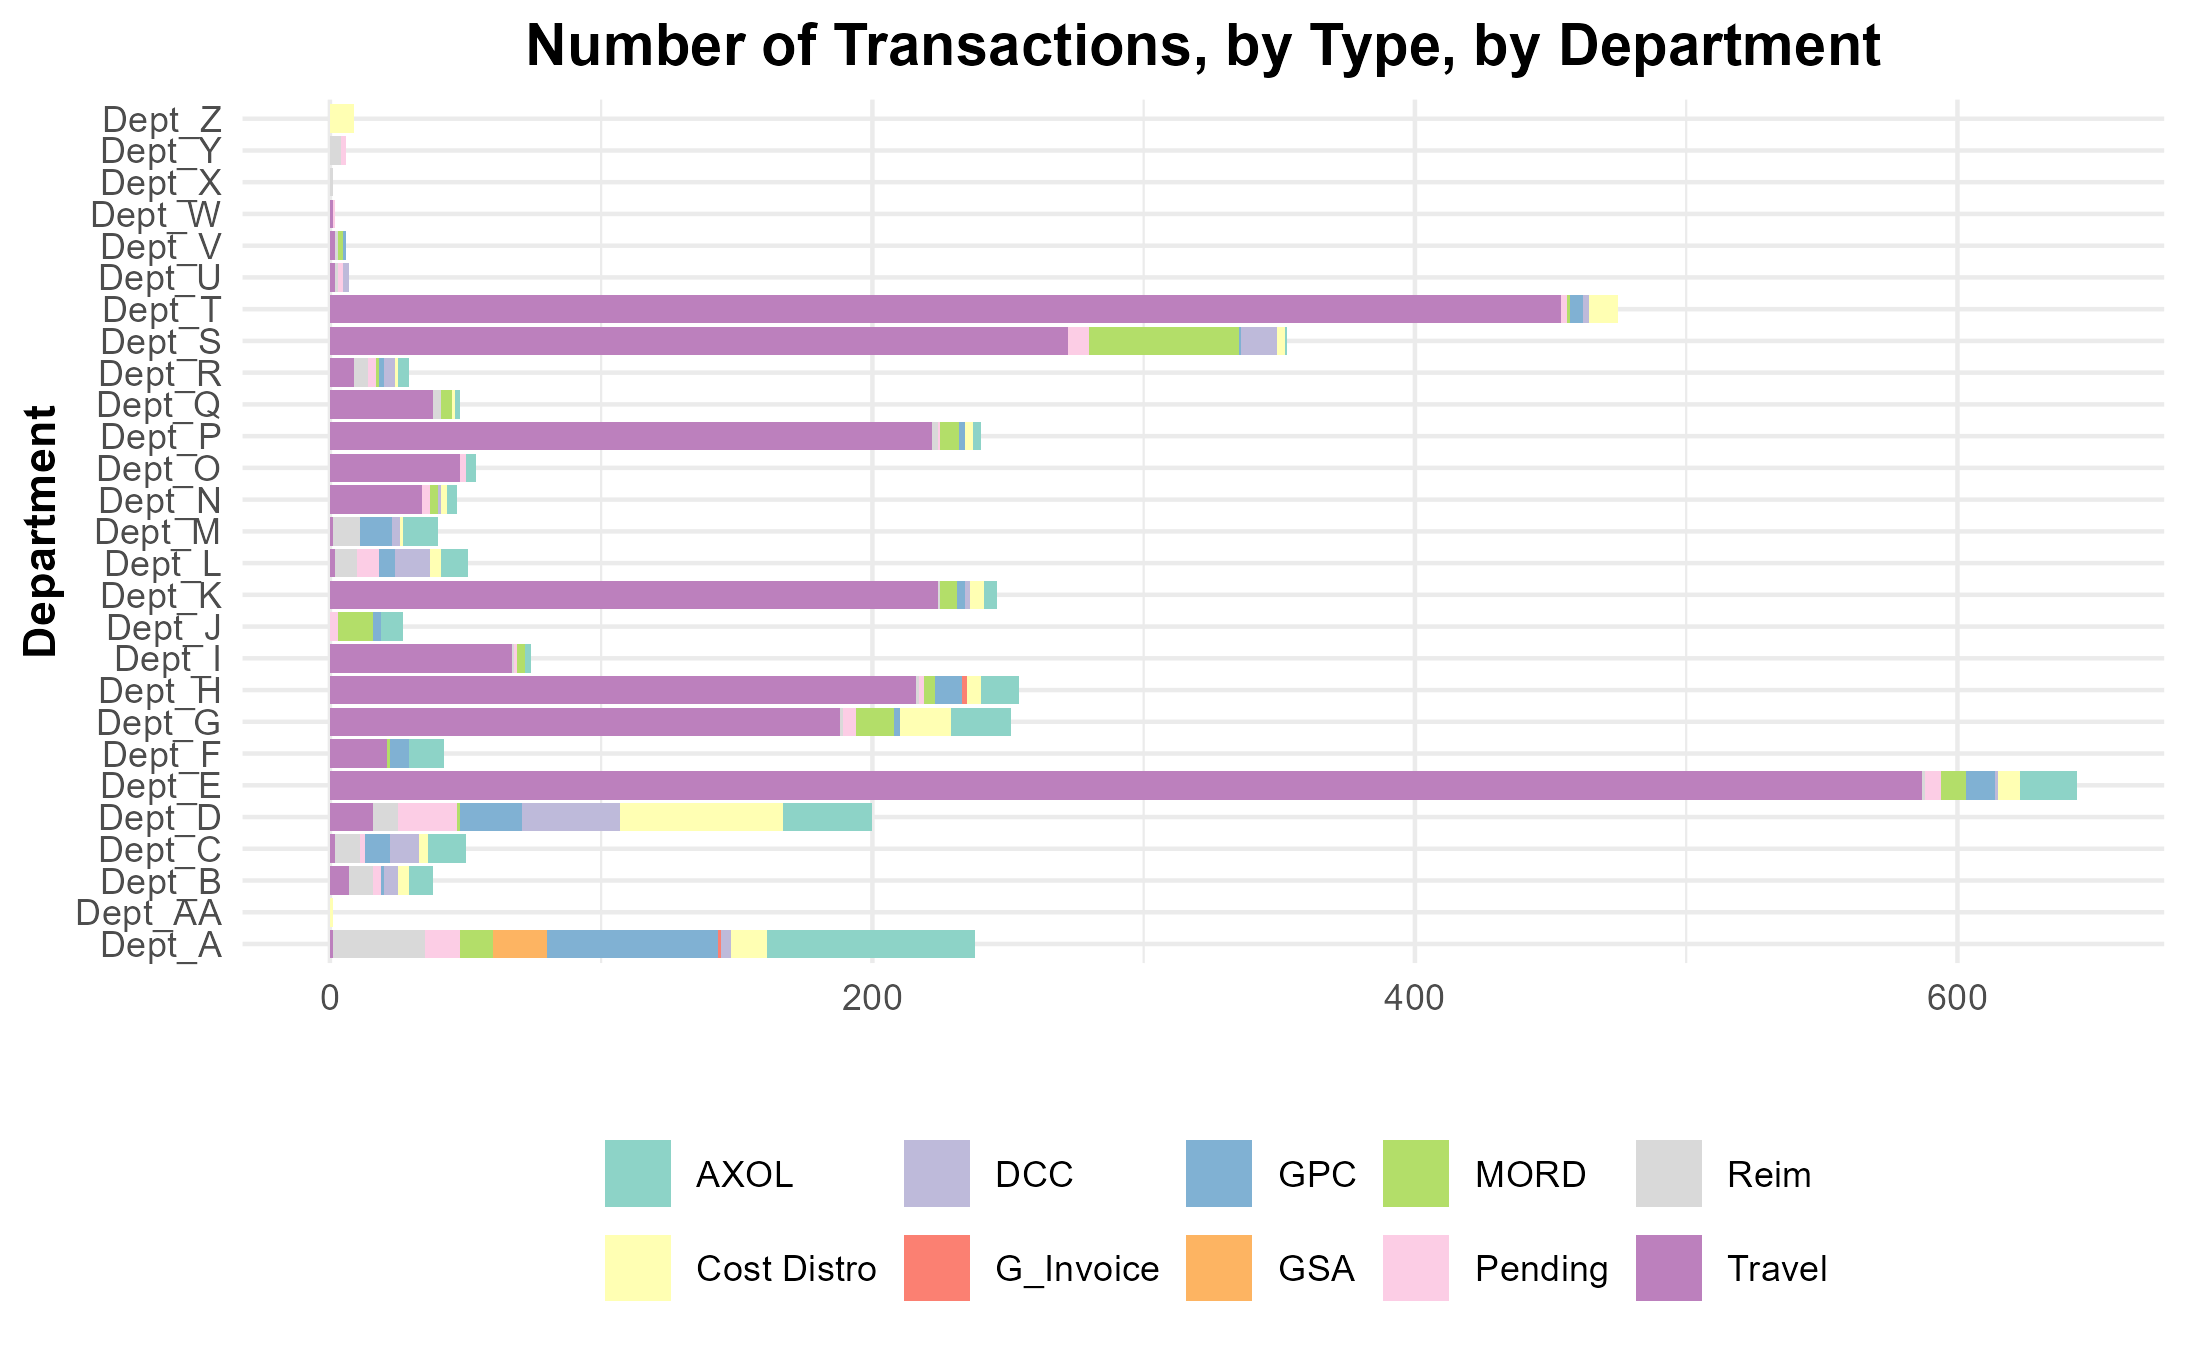 Number of Transactions, by Type, by Department
Department
Dept_Z
Dept_Y
Dept_X
Dept_W
Dept_V
Dept_U
Dept_T
Dept_S
Dept_R
Dept_Q
Dept_P
Dept_O
Dept_N
Dept_M
Dept_L
Dept_K
Dept_J
Dept_I
Dept_H
Dept_G
Dept_F
Dept_E
Dept_D
Dept_C
Dept_B
Dept_AA
Dept_A
0 200 400 600
AXOL DCC GPC MORD Reim
Cost Distro G_Invoice GSA Pending Travel